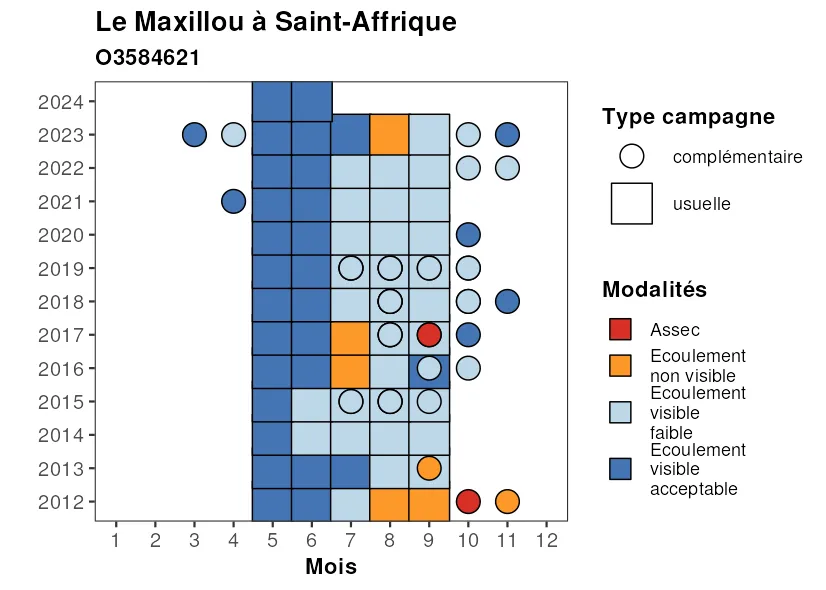 Le Maxillou à Saint-Affrique
O3584621
2024
2023
2022
2021
2020
2019
2018
2017
2016
2015
2014
2013
2012
1 2 3 4 5 6 7 8 9 10 11 12
Mois
Type campagne
complémentaire
usuelle
Modalités
Assec
Ecoulement
non visible
Ecoulement
visible
faible
Ecoulement
visible
acceptable